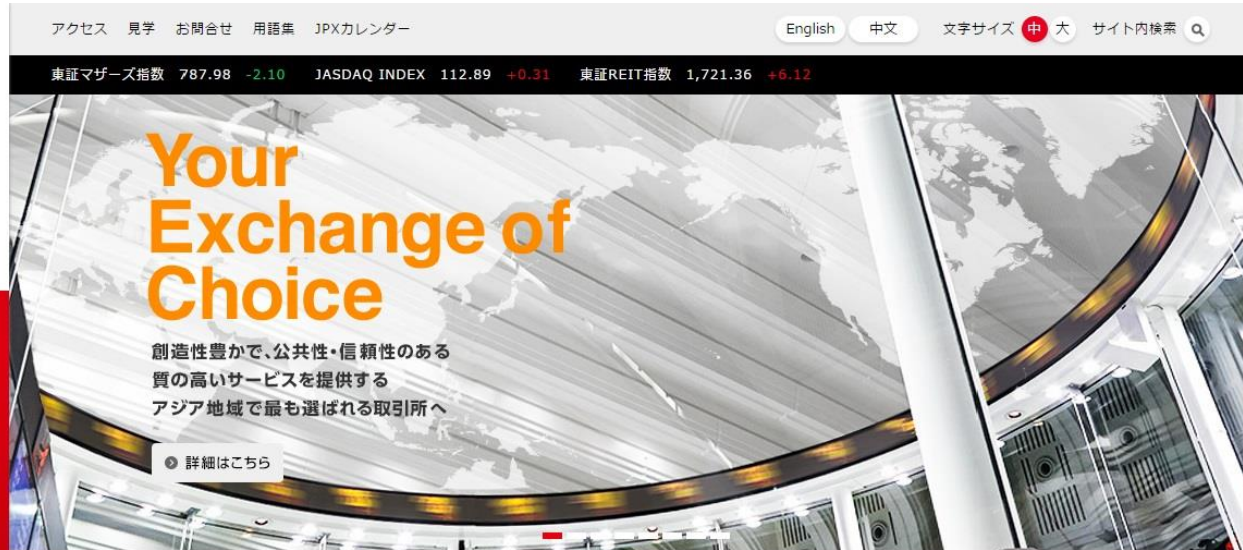 アクセス 見学 お問合せ 用語集 JPXカレンダー English 中文 文字サイズ 中 大 サイト内検索
東証マザーズ指数 787.98 -2.10 JASDAQ INDEX 112.89 +0.31 東証REIT指数 1,721.36 +6.12
Your
Exchange of
Choice
創造性豊かで、公共性・信頼性のある
質の高いサービスを提供する
アジア地域で最も選ばれる取引所へ
詳細はこちら